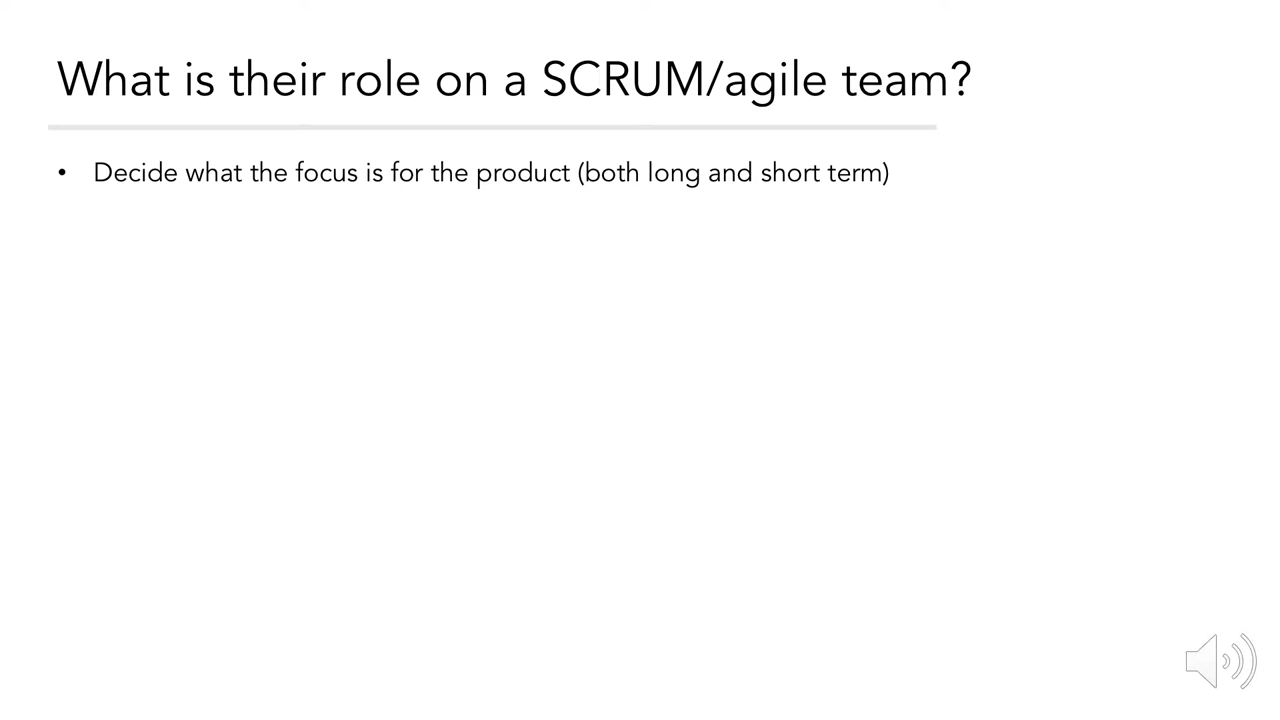 What is their role on a SCRUM/agile team?
• Decide what the focus is for the product (both long and short term)